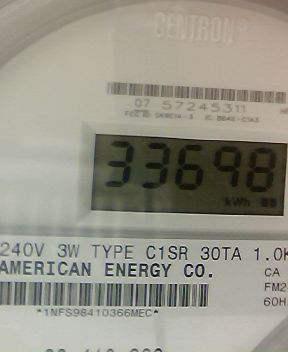 CENTRON®
07 57245311
33698
kWh
240V 3W TYPE C1SR 30TA 1.0K
AMERICAN ENERGY CO.
CA
FM2
60H
*1NFS98410366MEC*